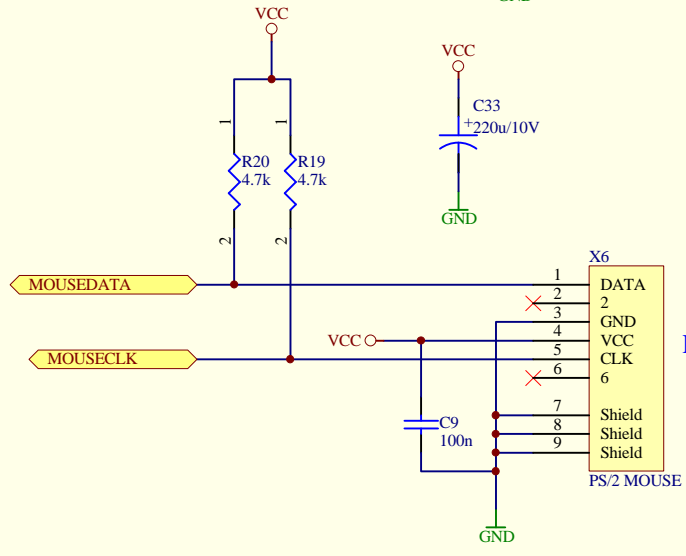 GND
VCC
VCC
C33
+
220u/10V
1
1
R20
4.7k
R19
4.7k
2
2
GND
X6
MOUSEDATA
1
DATA
2
2
3
GND
VCC
4
VCC
MOUSECLK
5
CLK
6
6
7
Shield
8
Shield
9
Shield
C9
100n
PS/2 MOUSE
GND